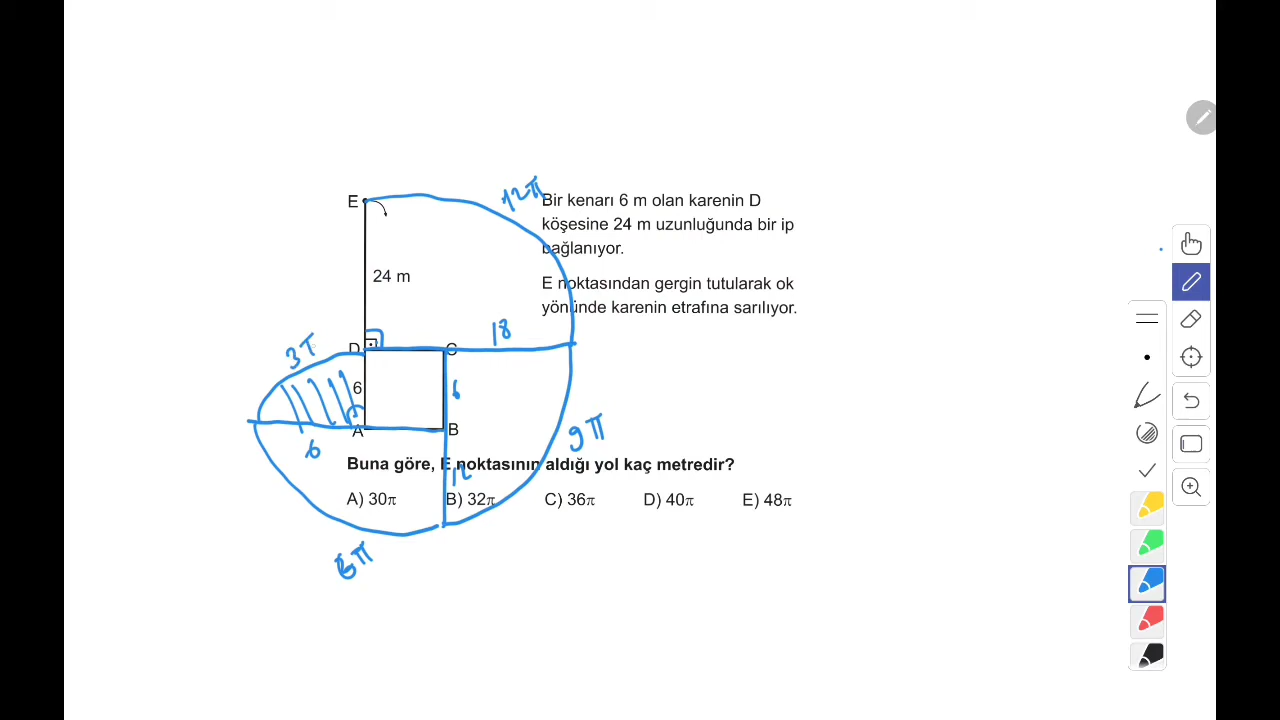 E
12π
Bir kenarı 6 m olan karenin D
köşesine 24 m uzunluğunda bir ip
bağlanıyor.
24 m
E noktasından gergin tutularak ok
yönünde karenin etrafına sarılıyor.
3π
D
C
18
6
6
A
B
6
9π
12
Buna göre, E noktasının aldığı yol kaç metredir?
A) 30π
B) 32π
C) 36π
D) 40π
E) 48π
6π